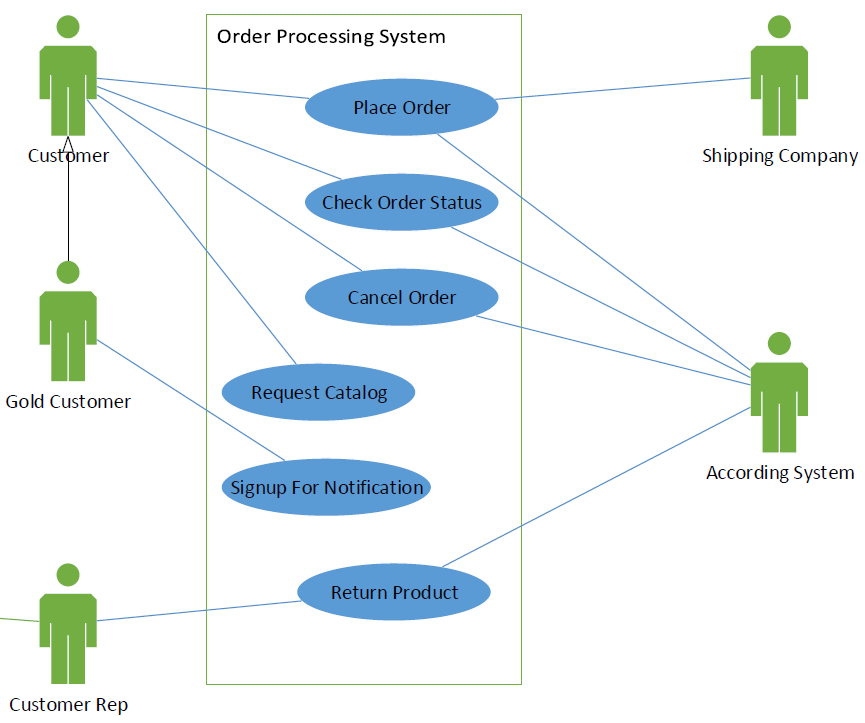 Order Processing System
Customer
Place Order
Shipping Company
Check Order Status
Cancel Order
Gold Customer
Request Catalog
According System
Signup For Notification
Return Product
Customer Rep